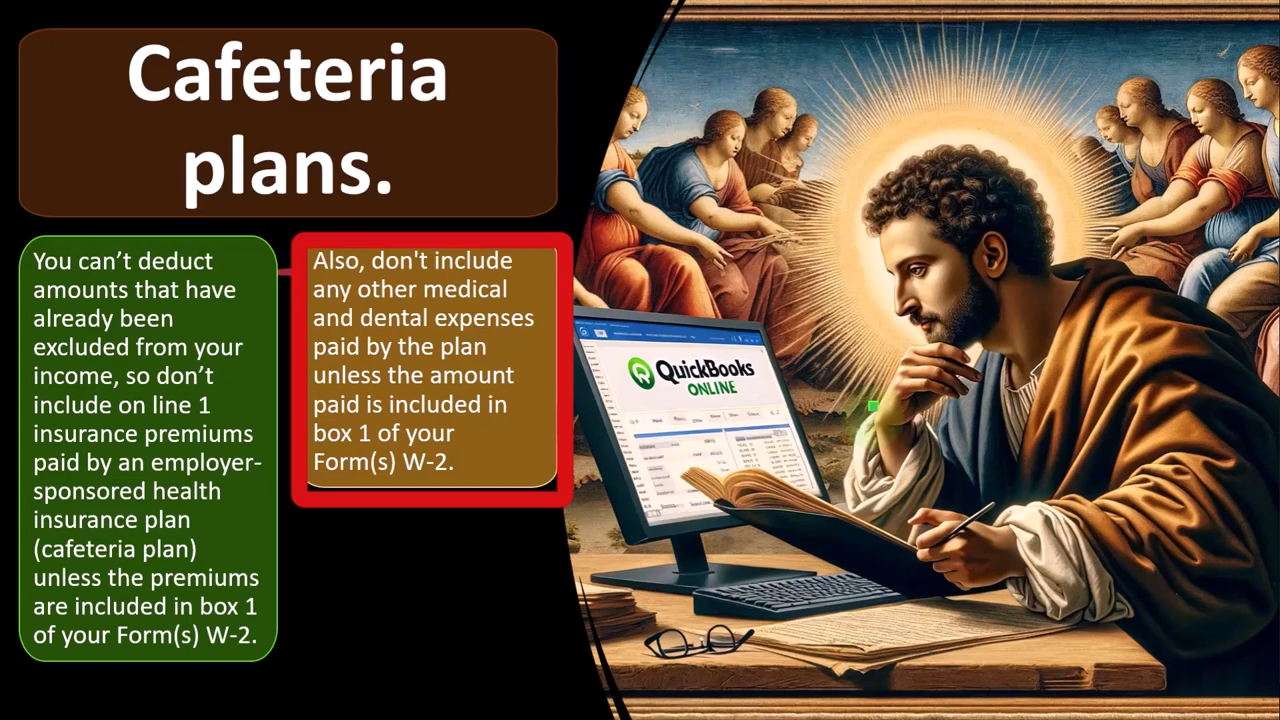 Cafeteria
plans.
You can’t deduct
amounts that have
already been
excluded from your
income, so don’t
include on line 1
insurance premiums
paid by an employer-
sponsored health
insurance plan
(cafeteria plan)
unless the premiums
are included in box 1
of your Form(s) W-2.
Also, don't include
any other medical
and dental expenses
paid by the plan
unless the amount
paid is included in
box 1 of your
Form(s) W-2.
QuickBooks
ONLINE